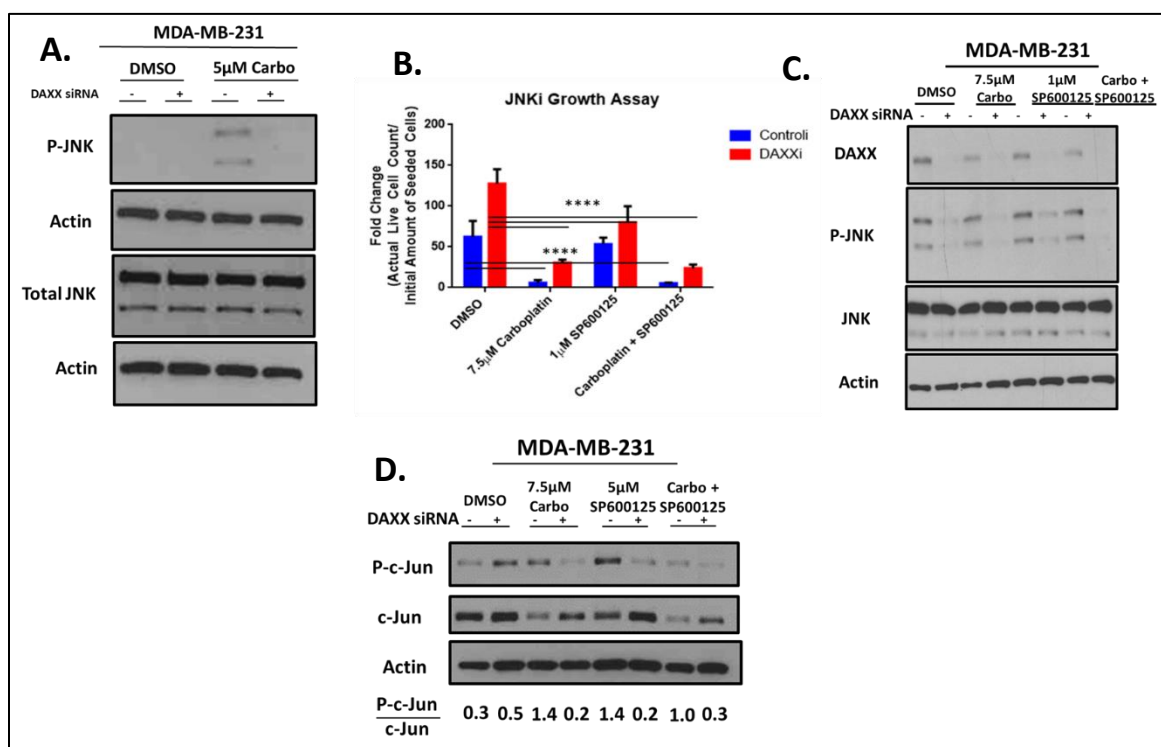 A.
MDA-MB-231
DMSO 5µM Carbo
DAXX siRNA - + - +
P-JNK
Actin
Total JNK
Actin
B.
JNKi Growth Assay
Fold Change
(Actual Live Cell Count/
Initial Amount of Seeded Cells)
200
150
100
50
0
****
****
Controli
DAXXi
DMSO
7.5µM Carboplatin
1µM SP600125
Carboplatin + SP600125
C.
MDA-MB-231
DMSO 7.5µM Carbo 1µM SP600125 Carbo + SP600125
DAXX siRNA - + - + - + - +
DAXX
P-JNK
JNK
Actin
D.
MDA-MB-231
DMSO 7.5µM Carbo 5µM SP600125 Carbo + SP600125
DAXX siRNA - + - + - + - +
P-c-Jun
c-Jun
Actin
P-c-Jun
c-Jun
0.3 0.5 1.4 0.2 1.4 0.2 1.0 0.3